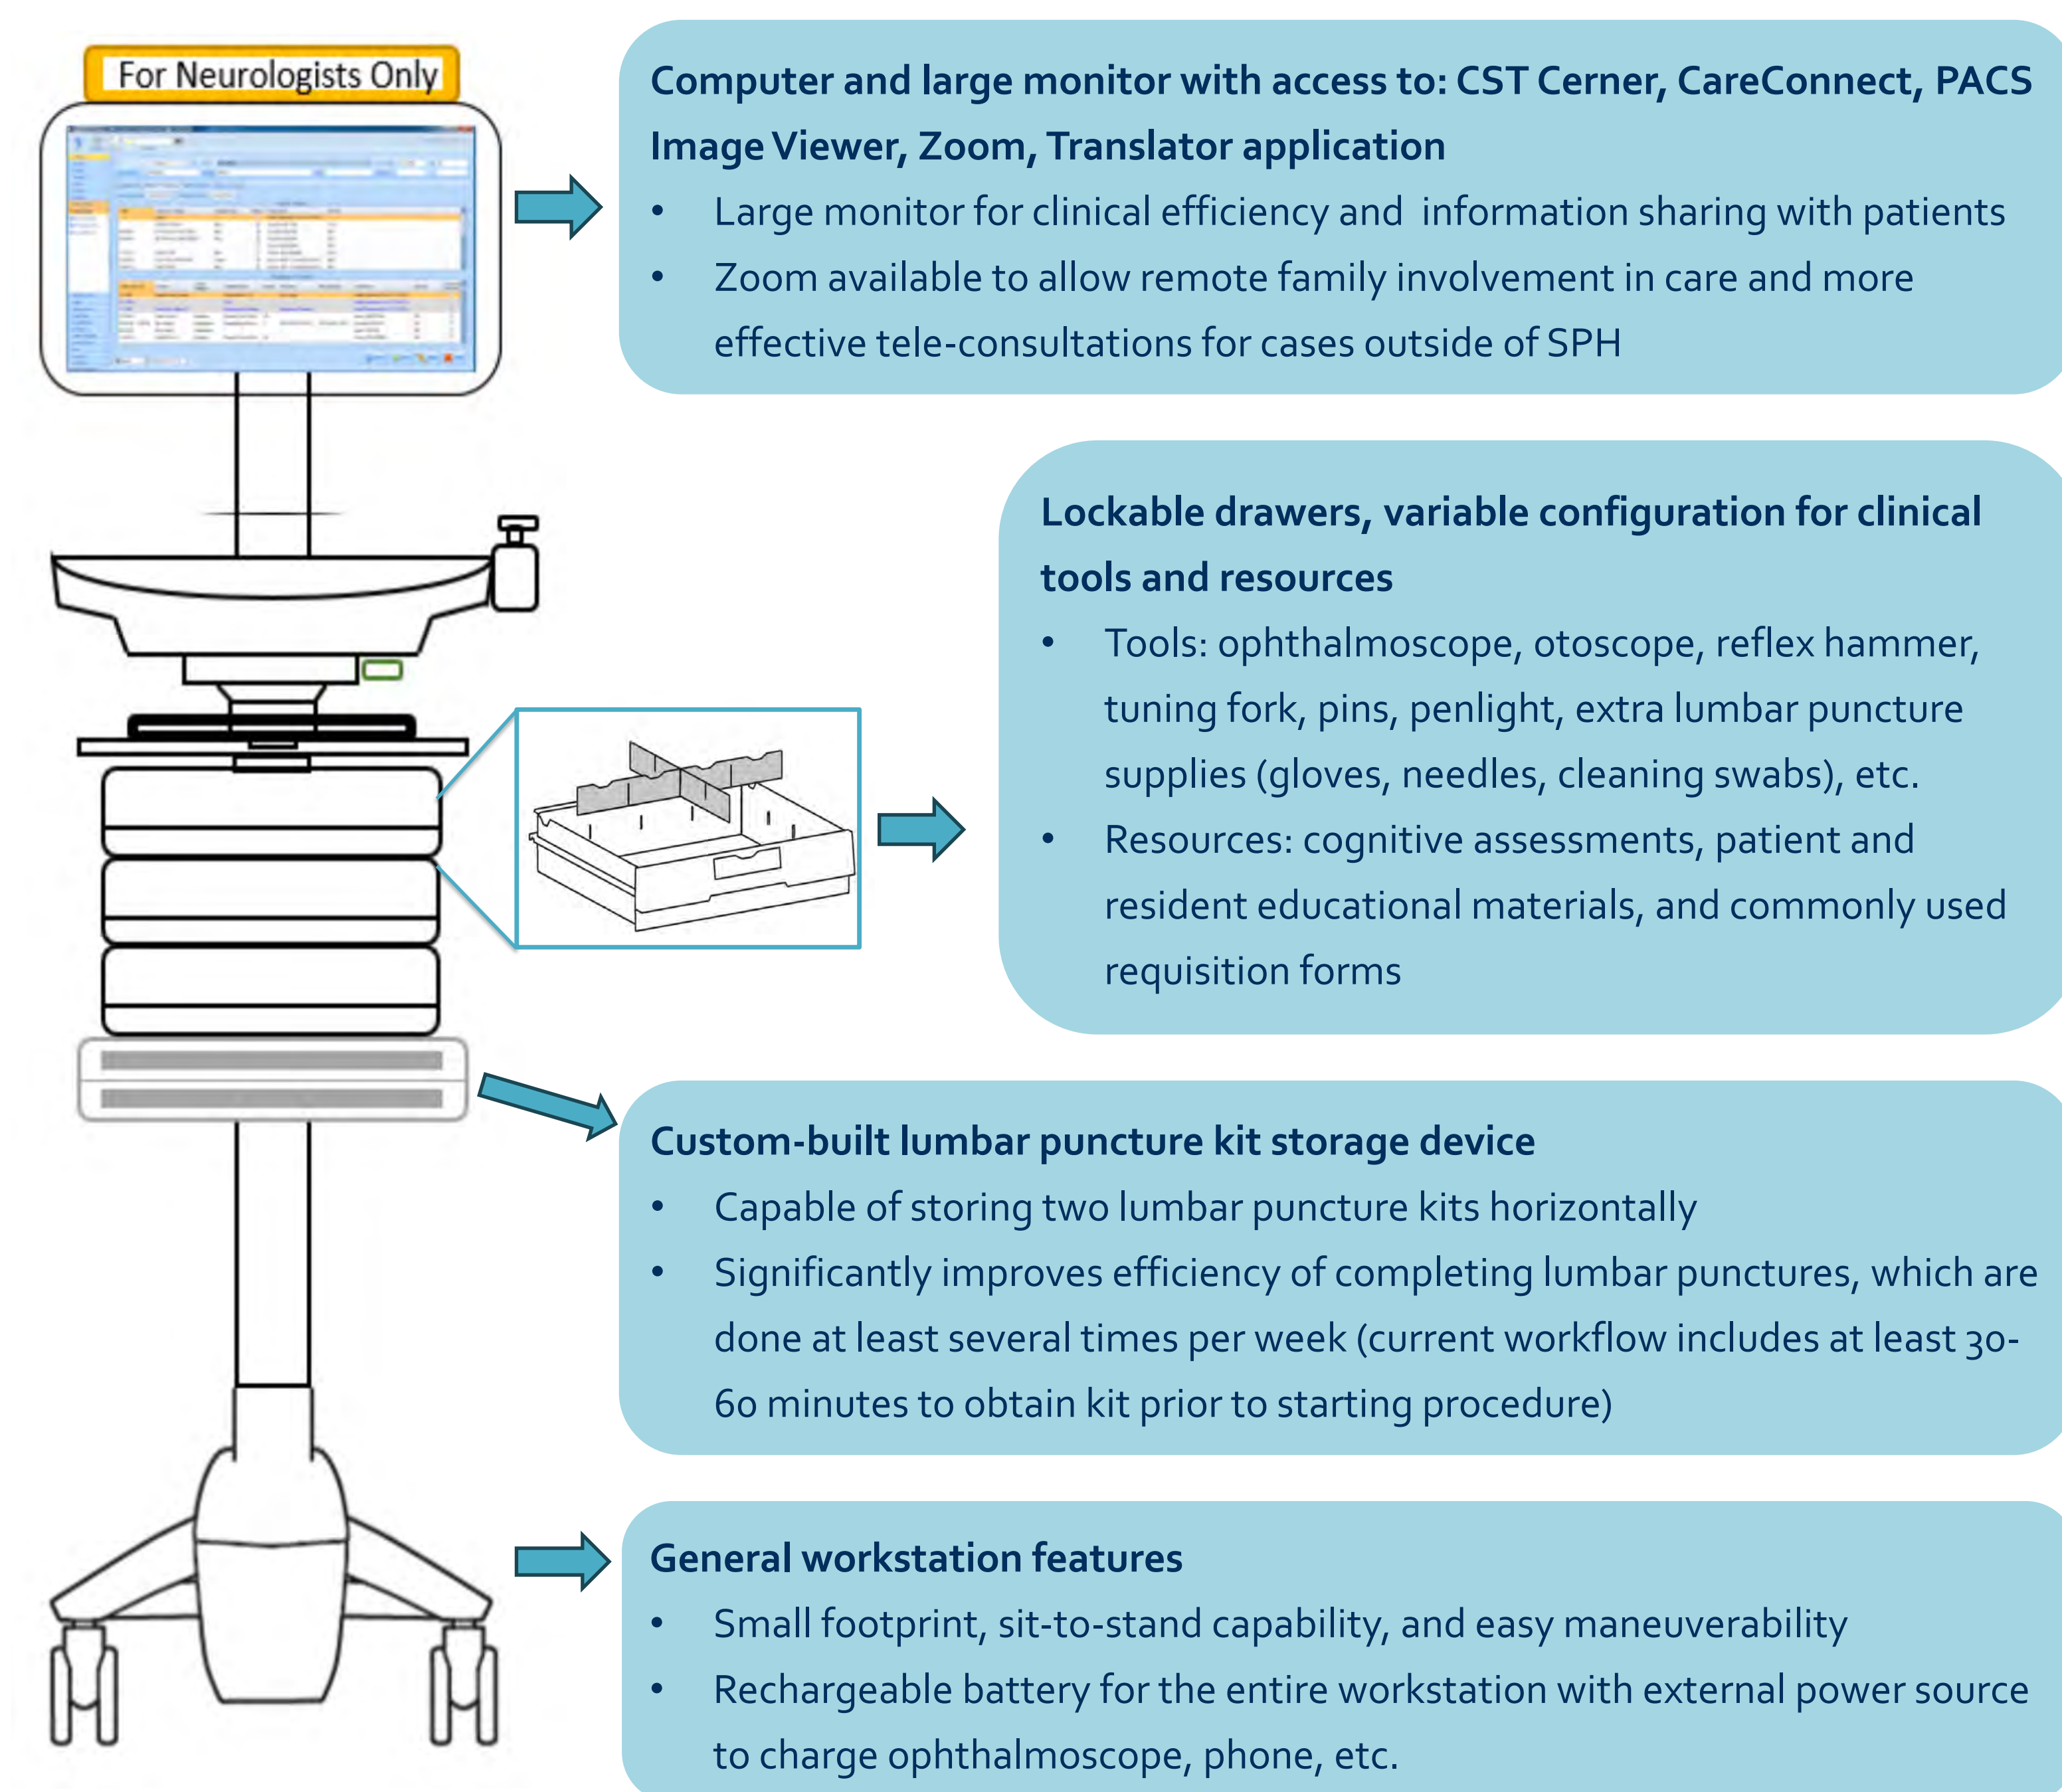 For Neurologists Only
Computer and large monitor with access to: CST Cerner, CareConnect, PACS
Image Viewer, Zoom, Translator application
• Large monitor for clinical efficiency and information sharing with patients
• Zoom available to allow remote family involvement in care and more
effective tele-consultations for cases outside of SPH
Lockable drawers, variable configuration for clinical
tools and resources
• Tools: ophthalmoscope, otoscope, reflex hammer,
tuning fork, pins, penlight, extra lumbar puncture
supplies (gloves, needles, cleaning swabs), etc.
• Resources: cognitive assessments, patient and
resident educational materials, and commonly used
requisition forms
Custom-built lumbar puncture kit storage device
• Capable of storing two lumbar puncture kits horizontally
• Significantly improves efficiency of completing lumbar punctures, which are
done at least several times per week (current workflow includes at least 30-
60 minutes to obtain kit prior to starting procedure)
General workstation features
• Small footprint, sit-to-stand capability, and easy maneuverability
• Rechargeable battery for the entire workstation with external power source
to charge ophthalmoscope, phone, etc.